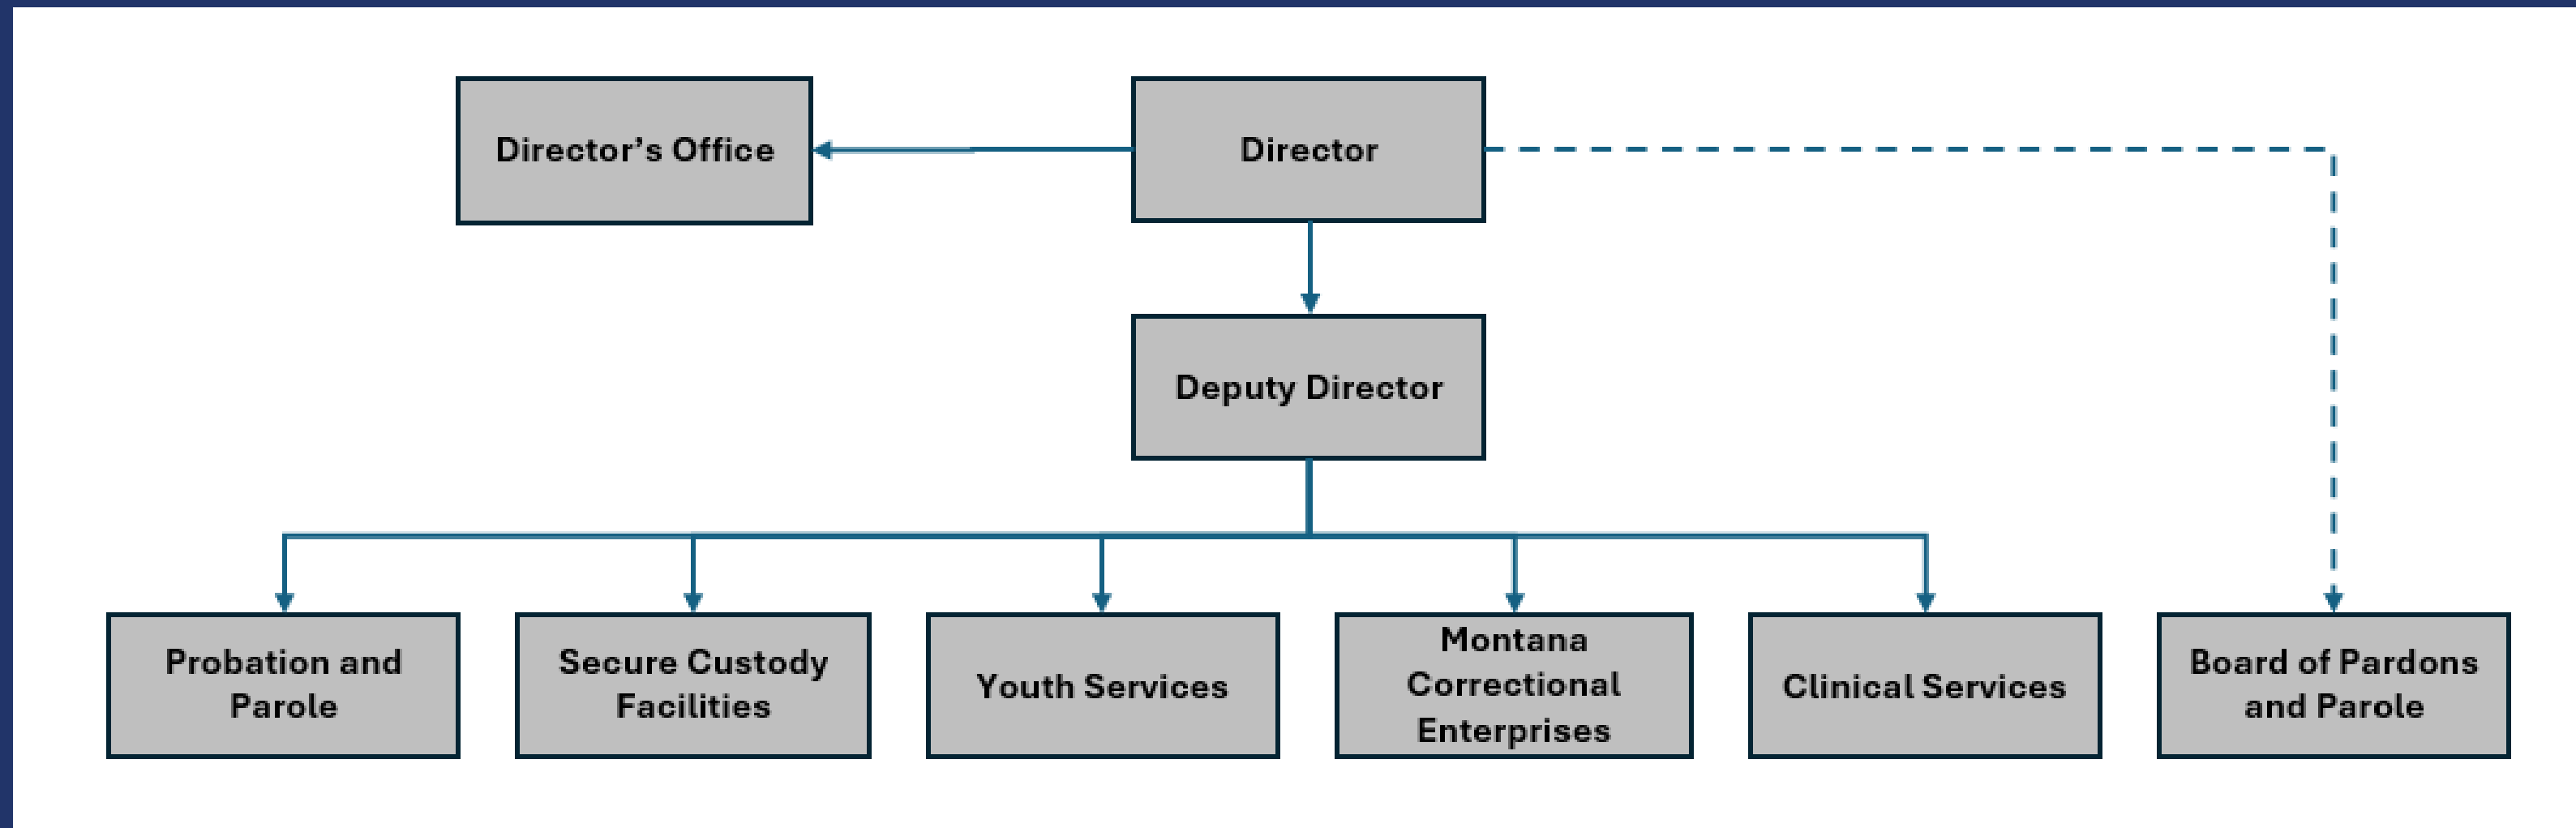 Director’s Office
Director
Deputy Director
Probation and
Parole
Secure Custody
Facilities
Youth Services
Montana
Correctional
Enterprises
Clinical Services
Board of Pardons
and Parole